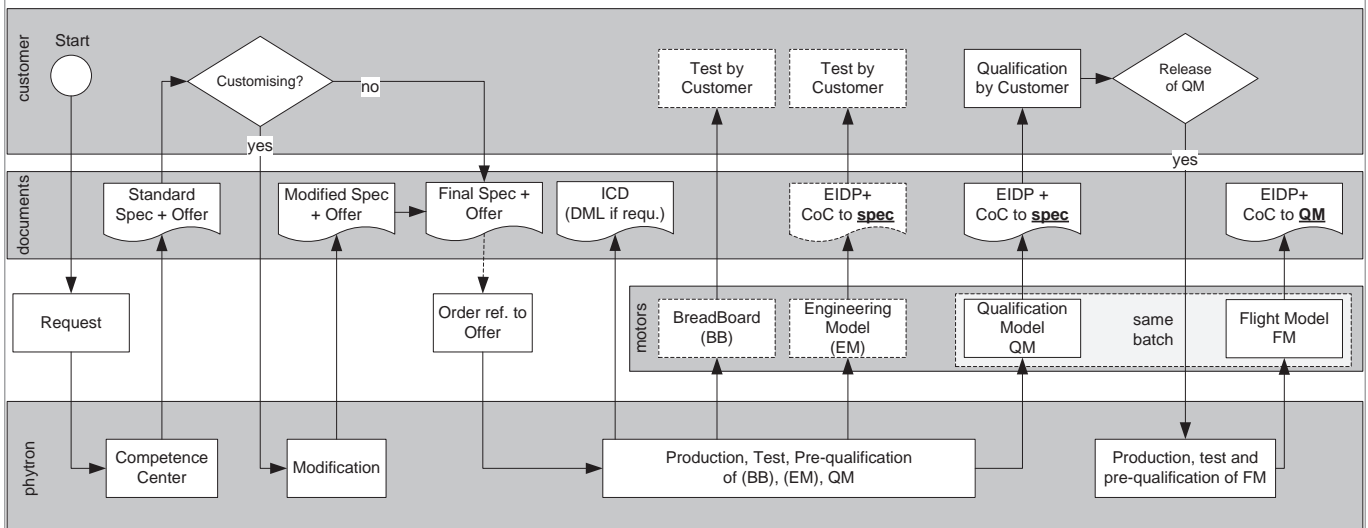 customer
Start
Customising?
no
yes
Test by
Customer
Test by
Customer
Qualification
by Customer
Release
of QM
yes
documents
Standard
Spec + Offer
Modified Spec
+ Offer
Final Spec +
Offer
ICD
(DML if requ.)
EIDP+
CoC to spec
EIDP +
CoC to spec
EIDP+
CoC to QM
Request
Order ref. to
Offer
motors
BreadBoard
(BB)
Engineering
Model
(EM)
Qualification
Model
QM
same
batch
Flight Model
FM
phytron
Competence
Center
Modification
Production, Test, Pre-qualification
of (BB), (EM), QM
Production, test and
pre-qualification of FM